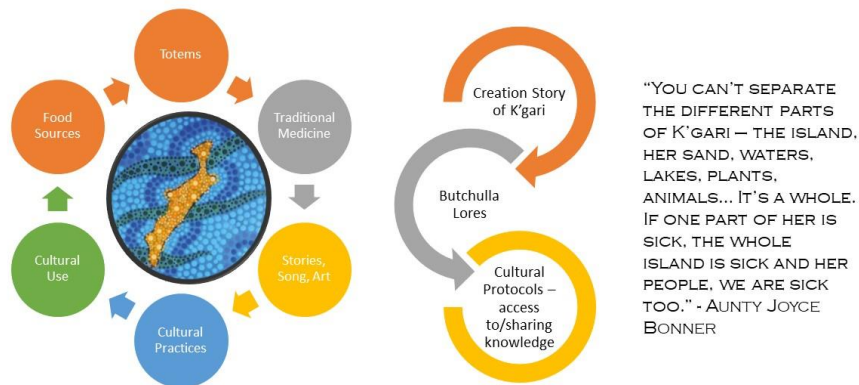 Totems
Traditional
Medicine
Stories,
Song, Art
Cultural
Practices
Cultural
Use
Food
Sources
Creation Story
of K'gari
Butchulla
Lores
Cultural
Protocols –
access
to/sharing
knowledge
“YOU CAN’T SEPARATE
THE DIFFERENT PARTS
OF K’GARI – THE ISLAND,
HER SAND, WATERS,
LAKES, PLANTS,
ANIMALS... IT’S A WHOLE.
IF ONE PART OF HER IS
SICK, THE WHOLE
ISLAND IS SICK AND HER
PEOPLE, WE ARE SICK
TOO.” - AUNTY JOYCE
BONNER